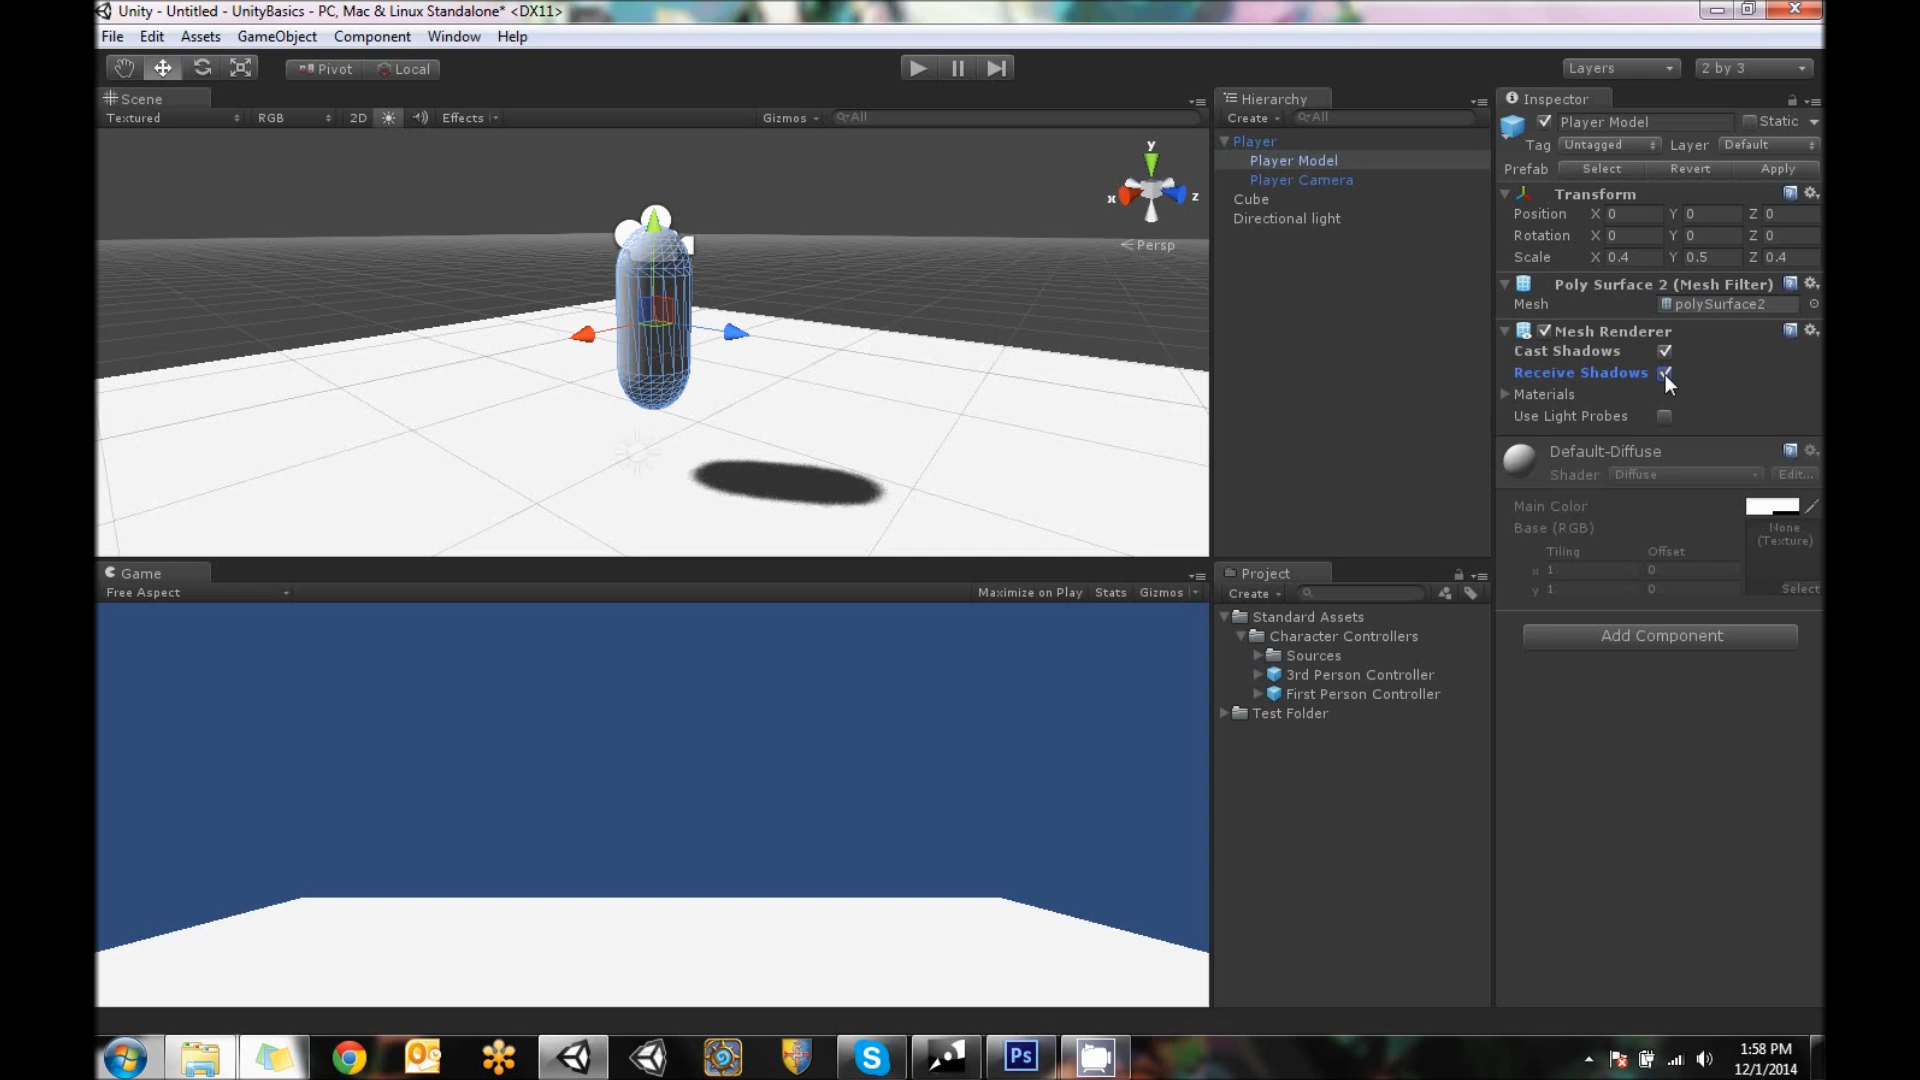 Unity - Untitled - UnityBasics - PC, Mac & Linux Standalone* <DX11>
File Edit Assets GameObject Component Window Help
Pivot Local
Layers 2 by 3
Scene
Textured RGB 2D Effects Gizmos All
y
x z
Persp
Hierarchy
Create All
Player
Player Model
Player Camera
Cube
Directional light
Inspector
Player Model Static
Tag Untagged Layer Default
Prefab Select Revert Apply
Transform
Position X 0 Y 0 Z 0
Rotation X 0 Y 0 Z 0
Scale X 0.4 Y 0.5 Z 0.4
Poly Surface 2 (Mesh Filter)
Mesh polySurface2
Mesh Renderer
Cast Shadows
Receive Shadows
Materials
Use Light Probes
Default-Diffuse
Shader Diffuse Edit...
Main Color
Base (RGB)
None
(Texture)
Tiling Offset
x 1 0
y 1 0
Select
Add Component
Game
Free Aspect Maximize on Play Stats Gizmos
Project
Create
Standard Assets
Character Controllers
Sources
3rd Person Controller
First Person Controller
Test Folder
Ps
S
1:58 PM
12/1/2014